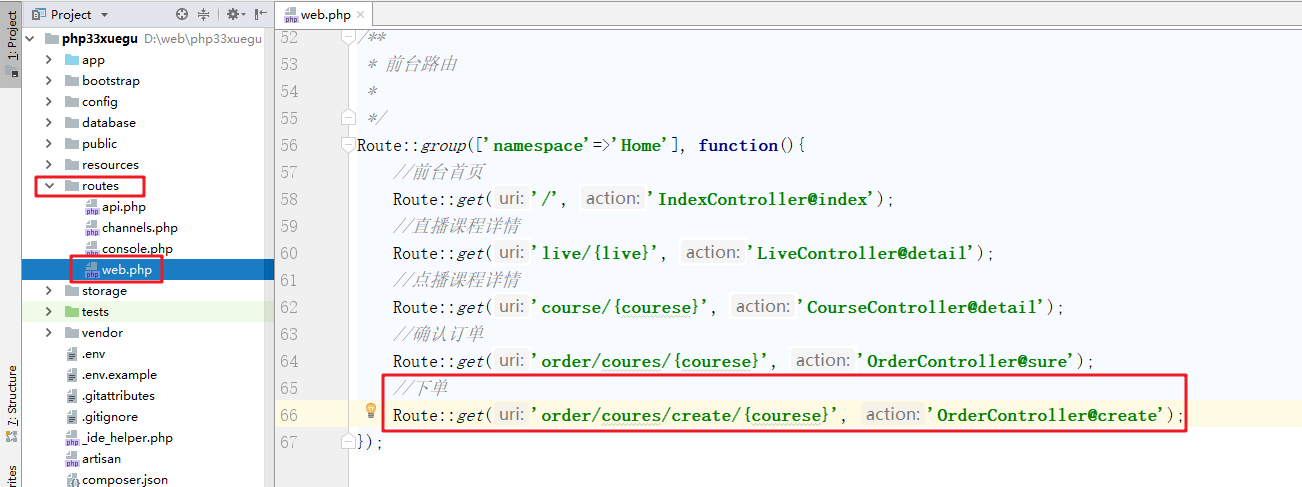 Project
web.php
1: Project
php33xuegu D:\web\php33xuegu
app
bootstrap
config
database
public
resources
routes
api.php
channels.php
console.php
web.php
storage
tests
vendor
.env
.env.example
.gitattributes
.gitignore
_ide_helper.php
artisan
composer.json
7: Structure
rites
52 /**
53 * 前台路由
54 *
55 */
56 Route::group(['namespace'=>'Home'], function(){
57 //前台首页
58 Route::get( uri: '/', action: 'IndexController@index');
59 //直播课程详情
60 Route::get( uri: 'live/{live}', action: 'LiveController@detail');
61 //点播课程详情
62 Route::get( uri: 'course/{courese}', action: 'CourseController@detail');
63 //确认订单
64 Route::get( uri: 'order/coures/{courese}', action: 'OrderController@sure');
65 //下单
66 Route::get( uri: 'order/coures/create/{courese}', action: 'OrderController@create');
67 });